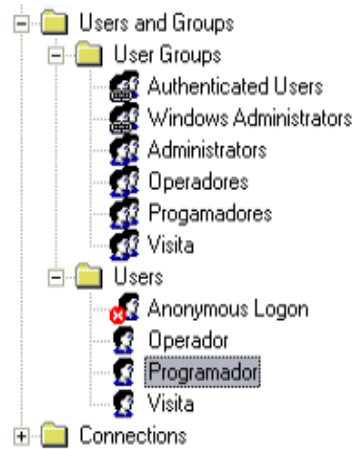 Users and Groups
User Groups
Authenticated Users
Windows Administrators
Administrators
Operadores
Progamadores
Visita
Users
Anonymous Logon
Operador
Programador
Visita
Connections